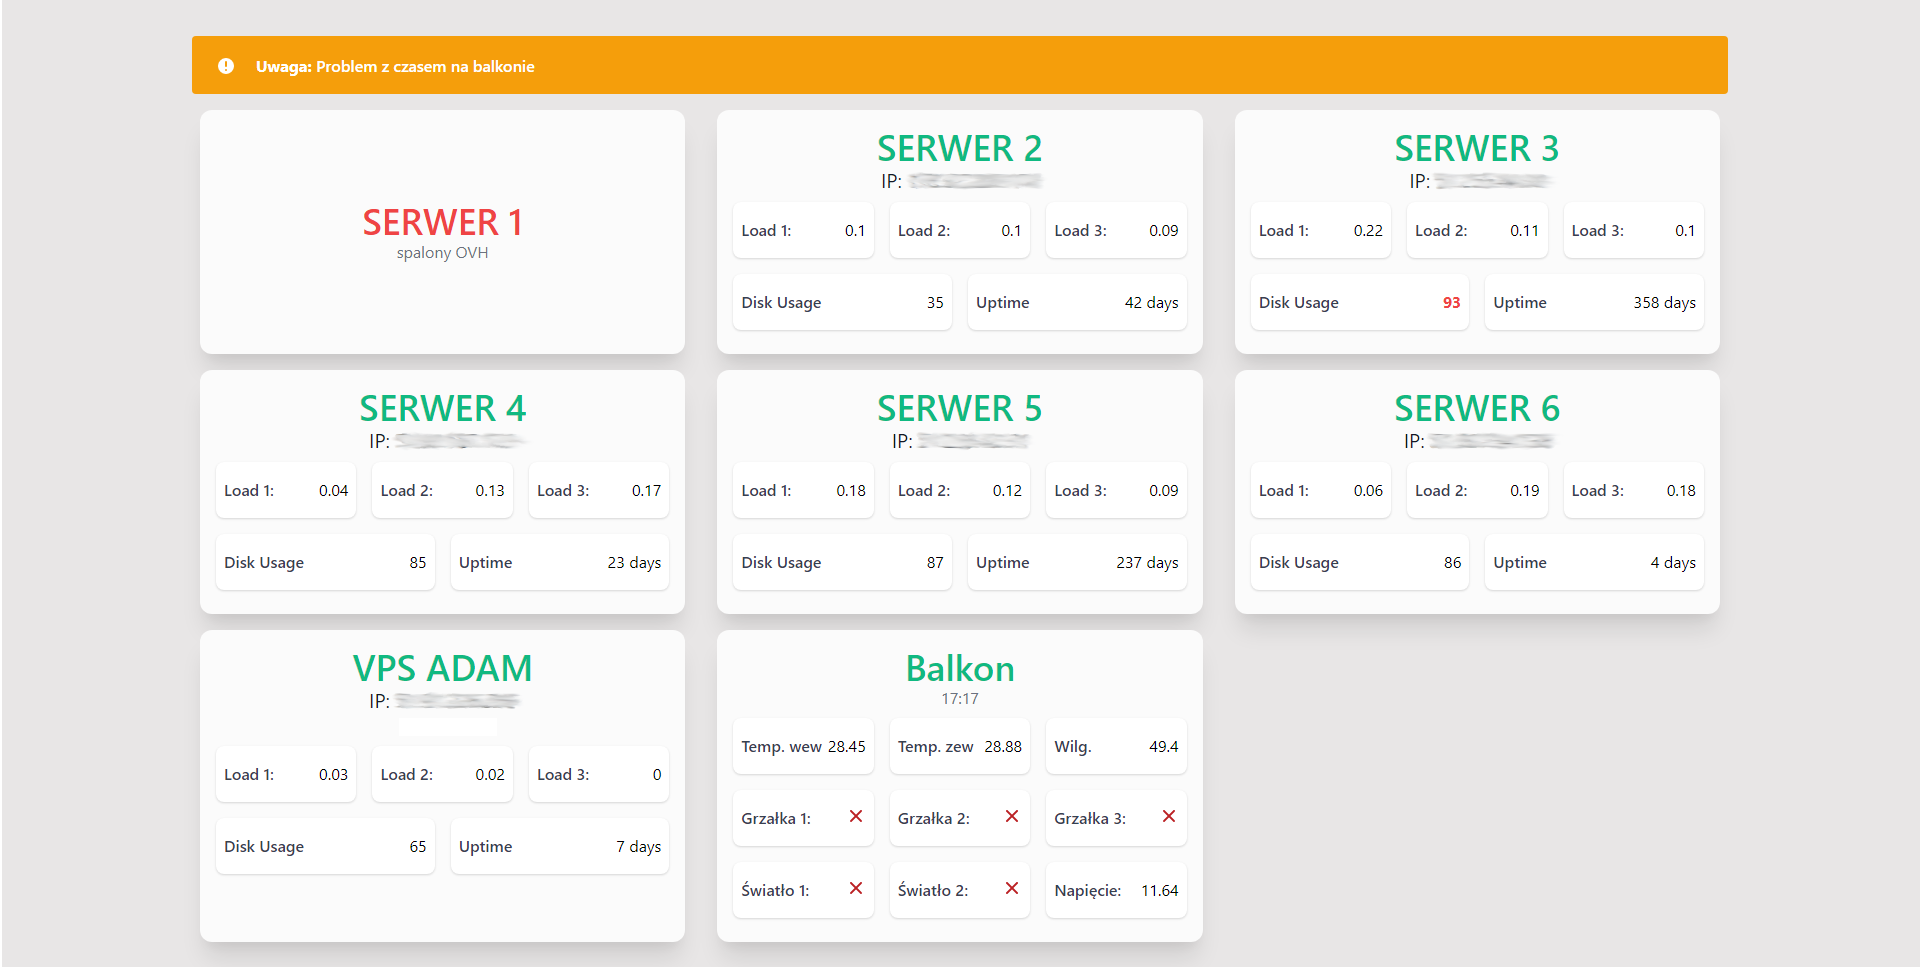 Uwaga: Problem z czasem na balkonie
SERWER 1
spalony OVH
SERWER 2
IP:
Load 1: 0.1
Load 2: 0.1
Load 3: 0.09
Disk Usage 35
Uptime 42 days
SERWER 3
IP:
Load 1: 0.22
Load 2: 0.11
Load 3: 0.1
Disk Usage 93
Uptime 358 days
SERWER 4
IP:
Load 1: 0.04
Load 2: 0.13
Load 3: 0.17
Disk Usage 85
Uptime 23 days
SERWER 5
IP:
Load 1: 0.18
Load 2: 0.12
Load 3: 0.09
Disk Usage 87
Uptime 237 days
SERWER 6
IP:
Load 1: 0.06
Load 2: 0.19
Load 3: 0.18
Disk Usage 86
Uptime 4 days
VPS ADAM
IP:
Load 1: 0.03
Load 2: 0.02
Load 3: 0
Disk Usage 65
Uptime 7 days
Balkon
17:17
Temp. wew 28.45
Temp. zew 28.88
Wilg. 49.4
Grzałka 1:
Grzałka 2:
Grzałka 3:
Światło 1:
Światło 2:
Napięcie: 11.64